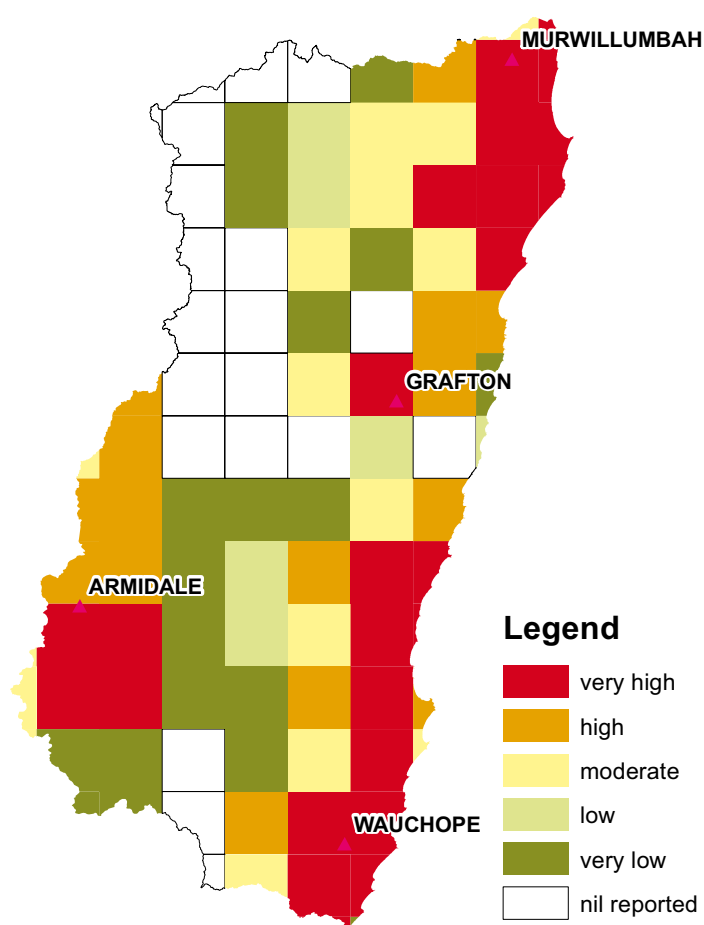 MURWILLUMBAH
GRAFTON
ARMIDALE
WAUCHOPE
Legend
very high
high
moderate
low
very low
nil reported